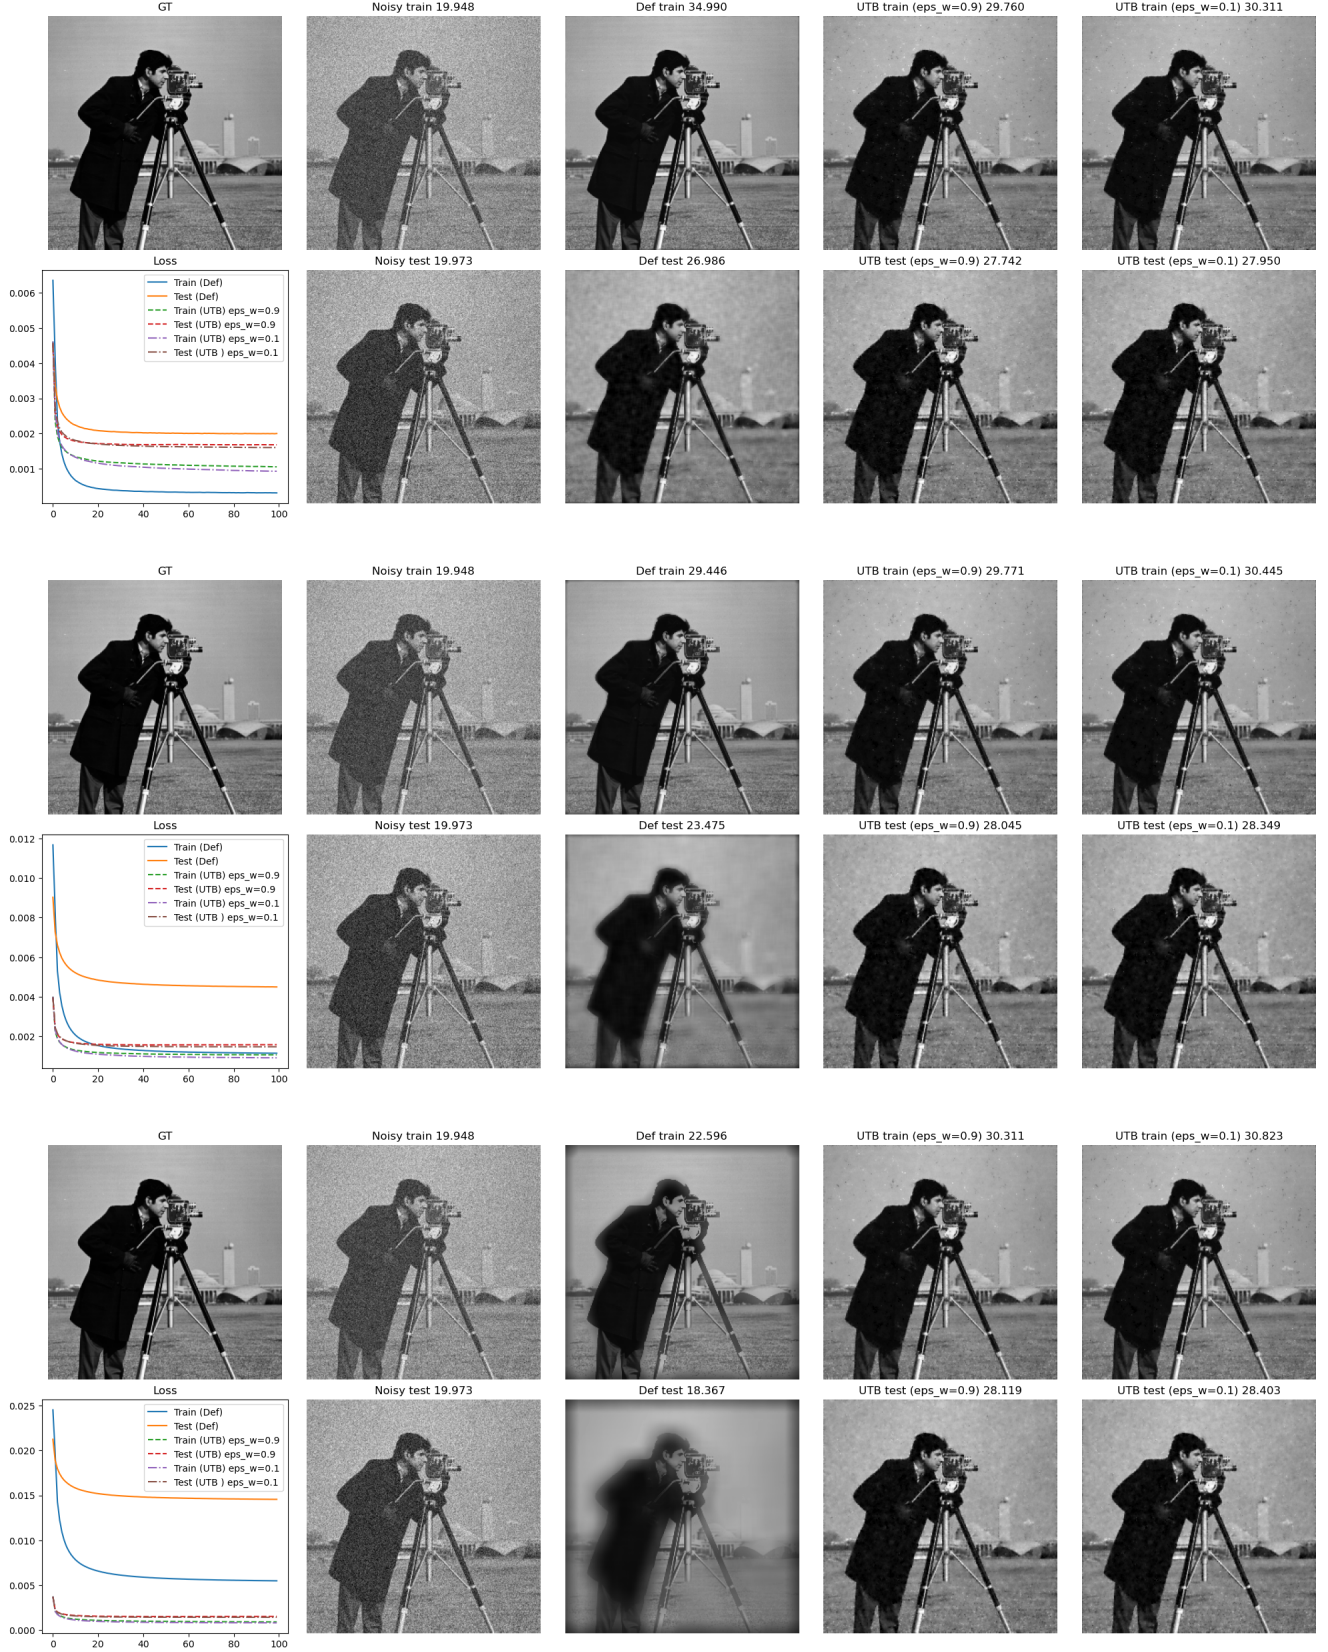 GT
Noisy train 19.948
Def train 34.990
UTB train (eps_w=0.9) 29.760
UTB train (eps_w=0.1) 30.311
Loss
Noisy test 19.973
Def test 26.986
UTB test (eps_w=0.9) 27.742
UTB test (eps_w=0.1) 27.950
Train (Def)
Test (Def)
Train (UTB) eps_w=0.9
Test (UTB) eps_w=0.9
Train (UTB) eps_w=0.1
Test (UTB ) eps_w=0.1
0.006
0.005
0.004
0.003
0.002
0.001
0 20 40 60 80 100
GT
Noisy train 19.948
Def train 29.446
UTB train (eps_w=0.9) 29.771
UTB train (eps_w=0.1) 30.445
Loss
Noisy test 19.973
Def test 23.475
UTB test (eps_w=0.9) 28.045
UTB test (eps_w=0.1) 28.349
Train (Def)
Test (Def)
Train (UTB) eps_w=0.9
Test (UTB) eps_w=0.9
Train (UTB) eps_w=0.1
Test (UTB ) eps_w=0.1
0.012
0.010
0.008
0.006
0.004
0.002
0 20 40 60 80 100
GT
Noisy train 19.948
Def train 22.596
UTB train (eps_w=0.9) 30.311
UTB train (eps_w=0.1) 30.823
Loss
Noisy test 19.973
Def test 18.367
UTB test (eps_w=0.9) 28.119
UTB test (eps_w=0.1) 28.403
Train (Def)
Test (Def)
Train (UTB) eps_w=0.9
Test (UTB) eps_w=0.9
Train (UTB) eps_w=0.1
Test (UTB ) eps_w=0.1
0.025
0.020
0.015
0.010
0.005
0.000
0 20 40 60 80 100